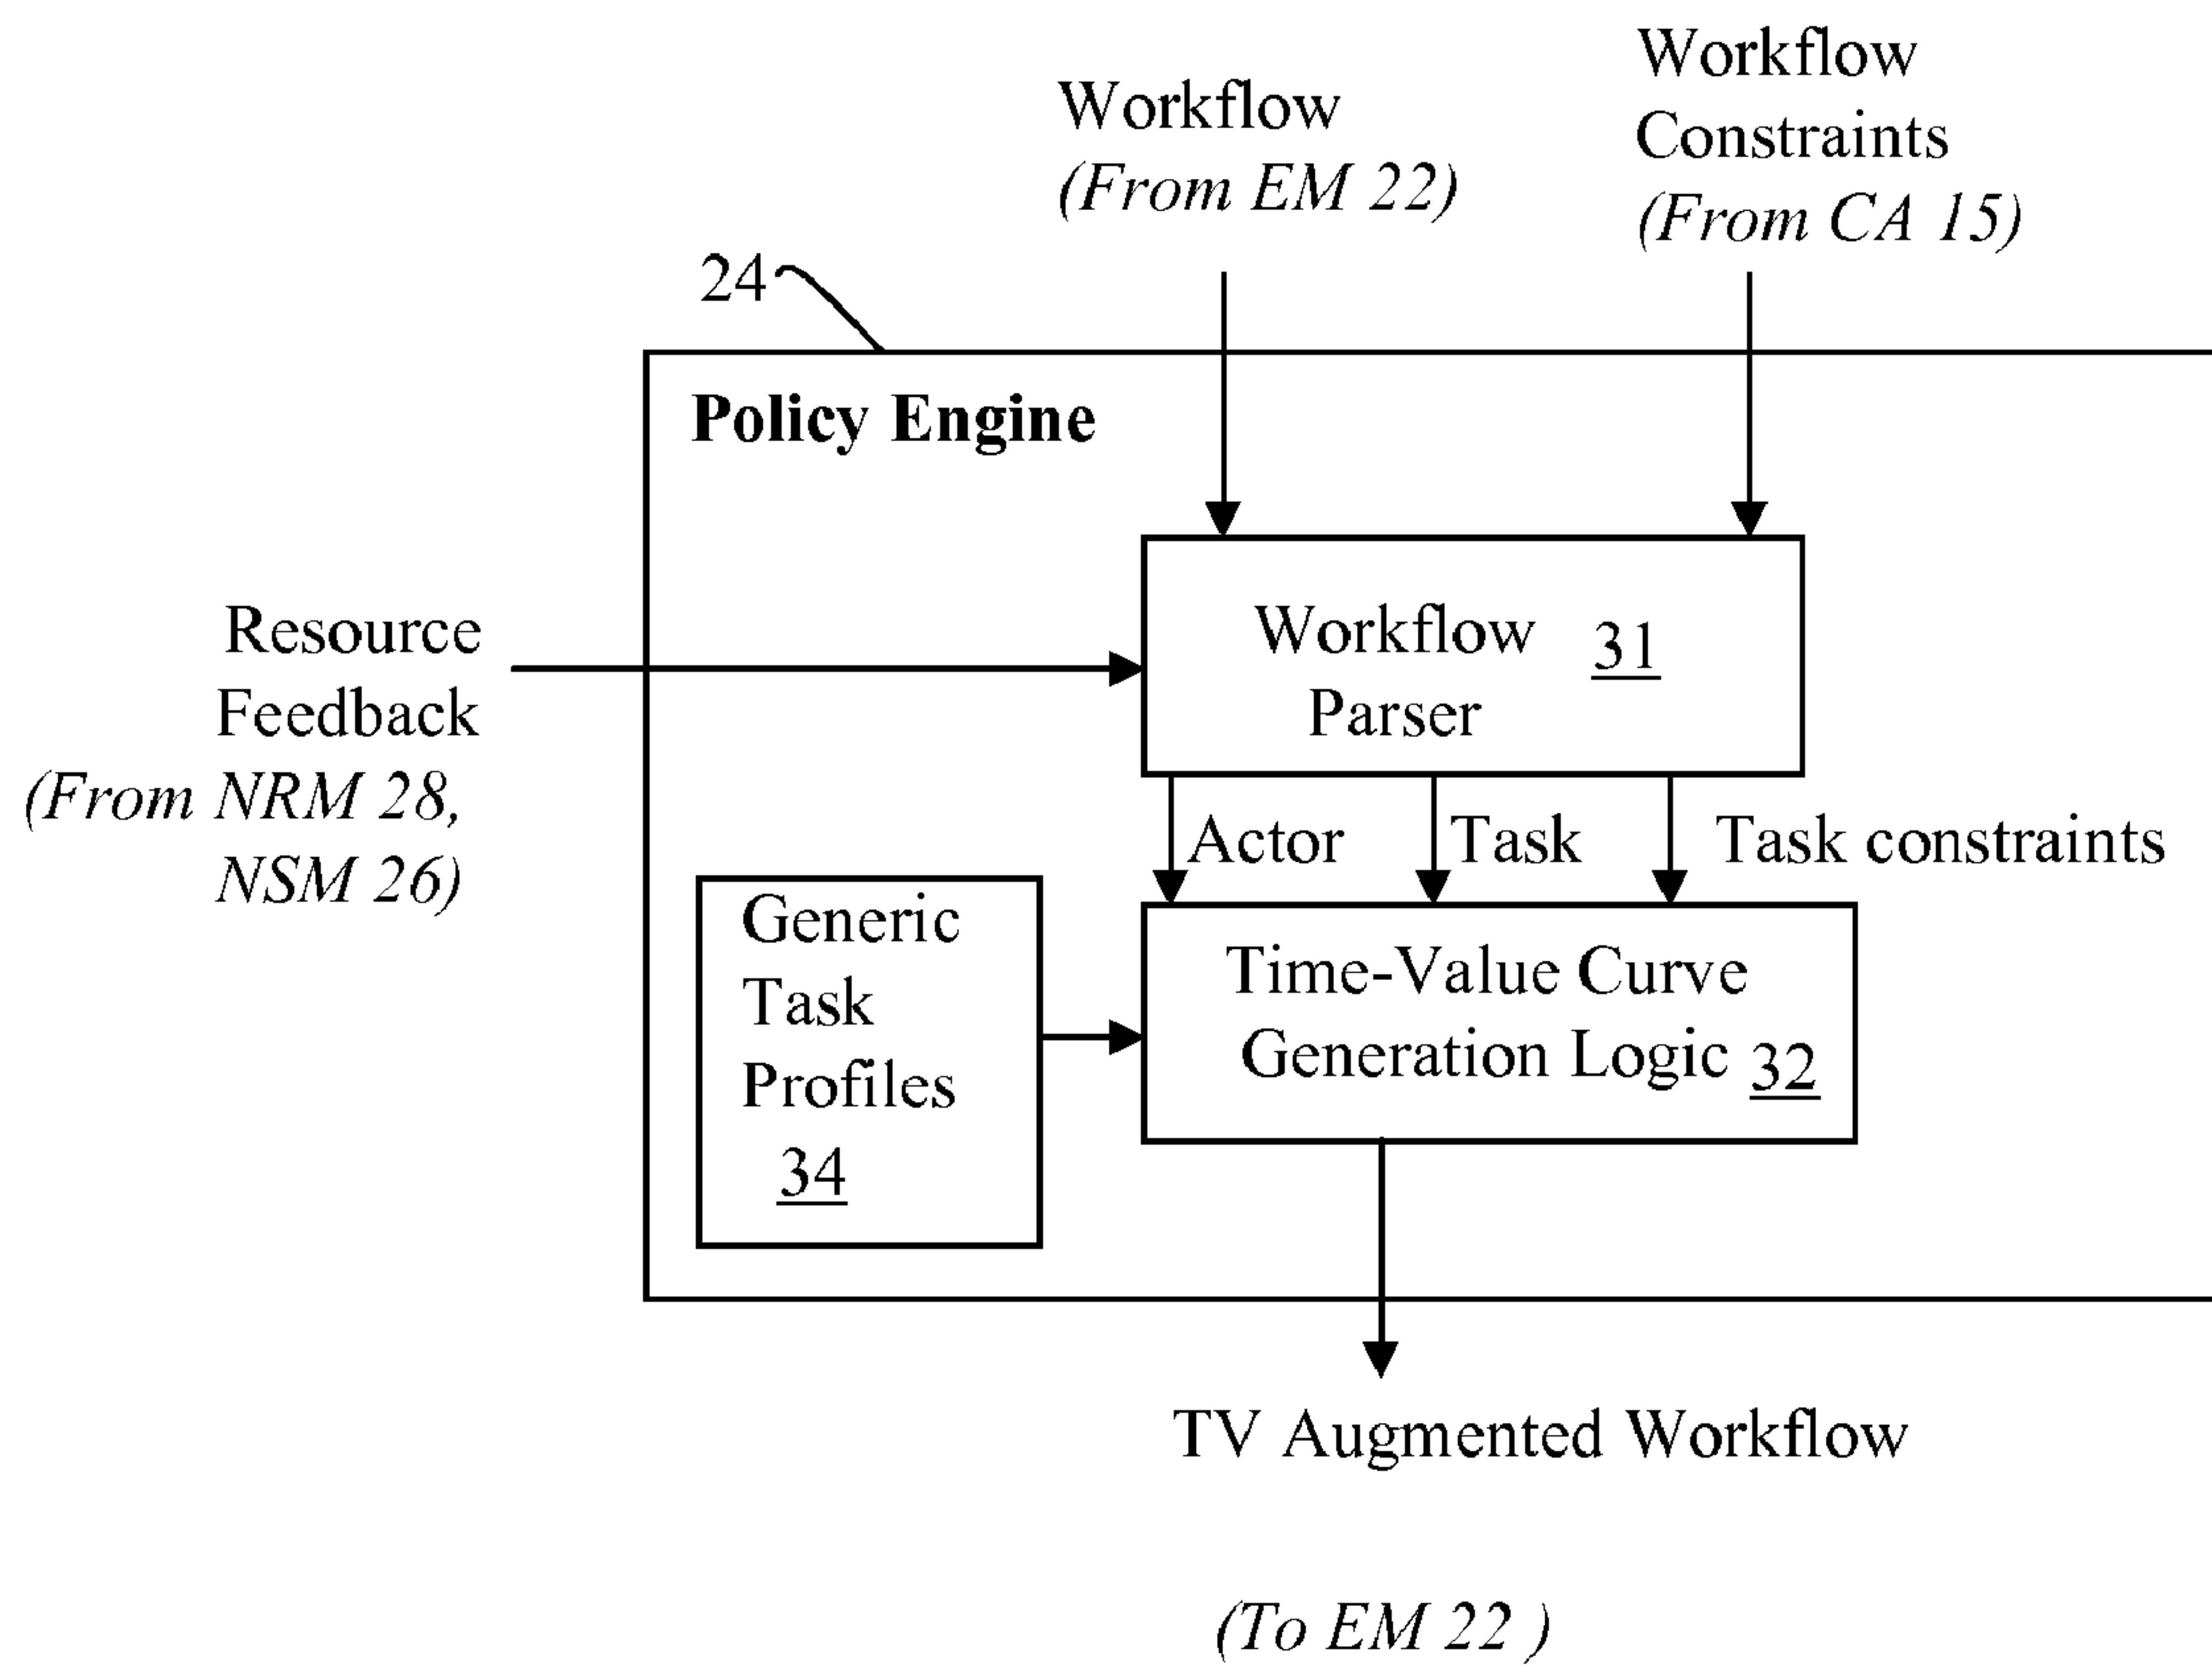 Workflow
(From EM 22)
Workflow
Constraints
(From CA 15)
24
Policy Engine
Resource
Feedback
(From NRM 28,
NSM 26)
Workflow 31
Parser
Actor
Task
Task constraints
Generic
Task
Profiles
34
Time-Value Curve
Generation Logic 32
TV Augmented Workflow
(To EM 22 )